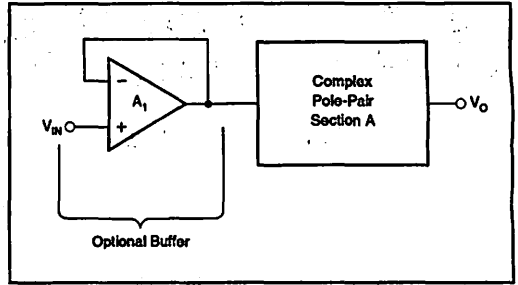 Complex
Pole-Pair
Section A
−
A1
+
VIN
VO
Optional Buffer